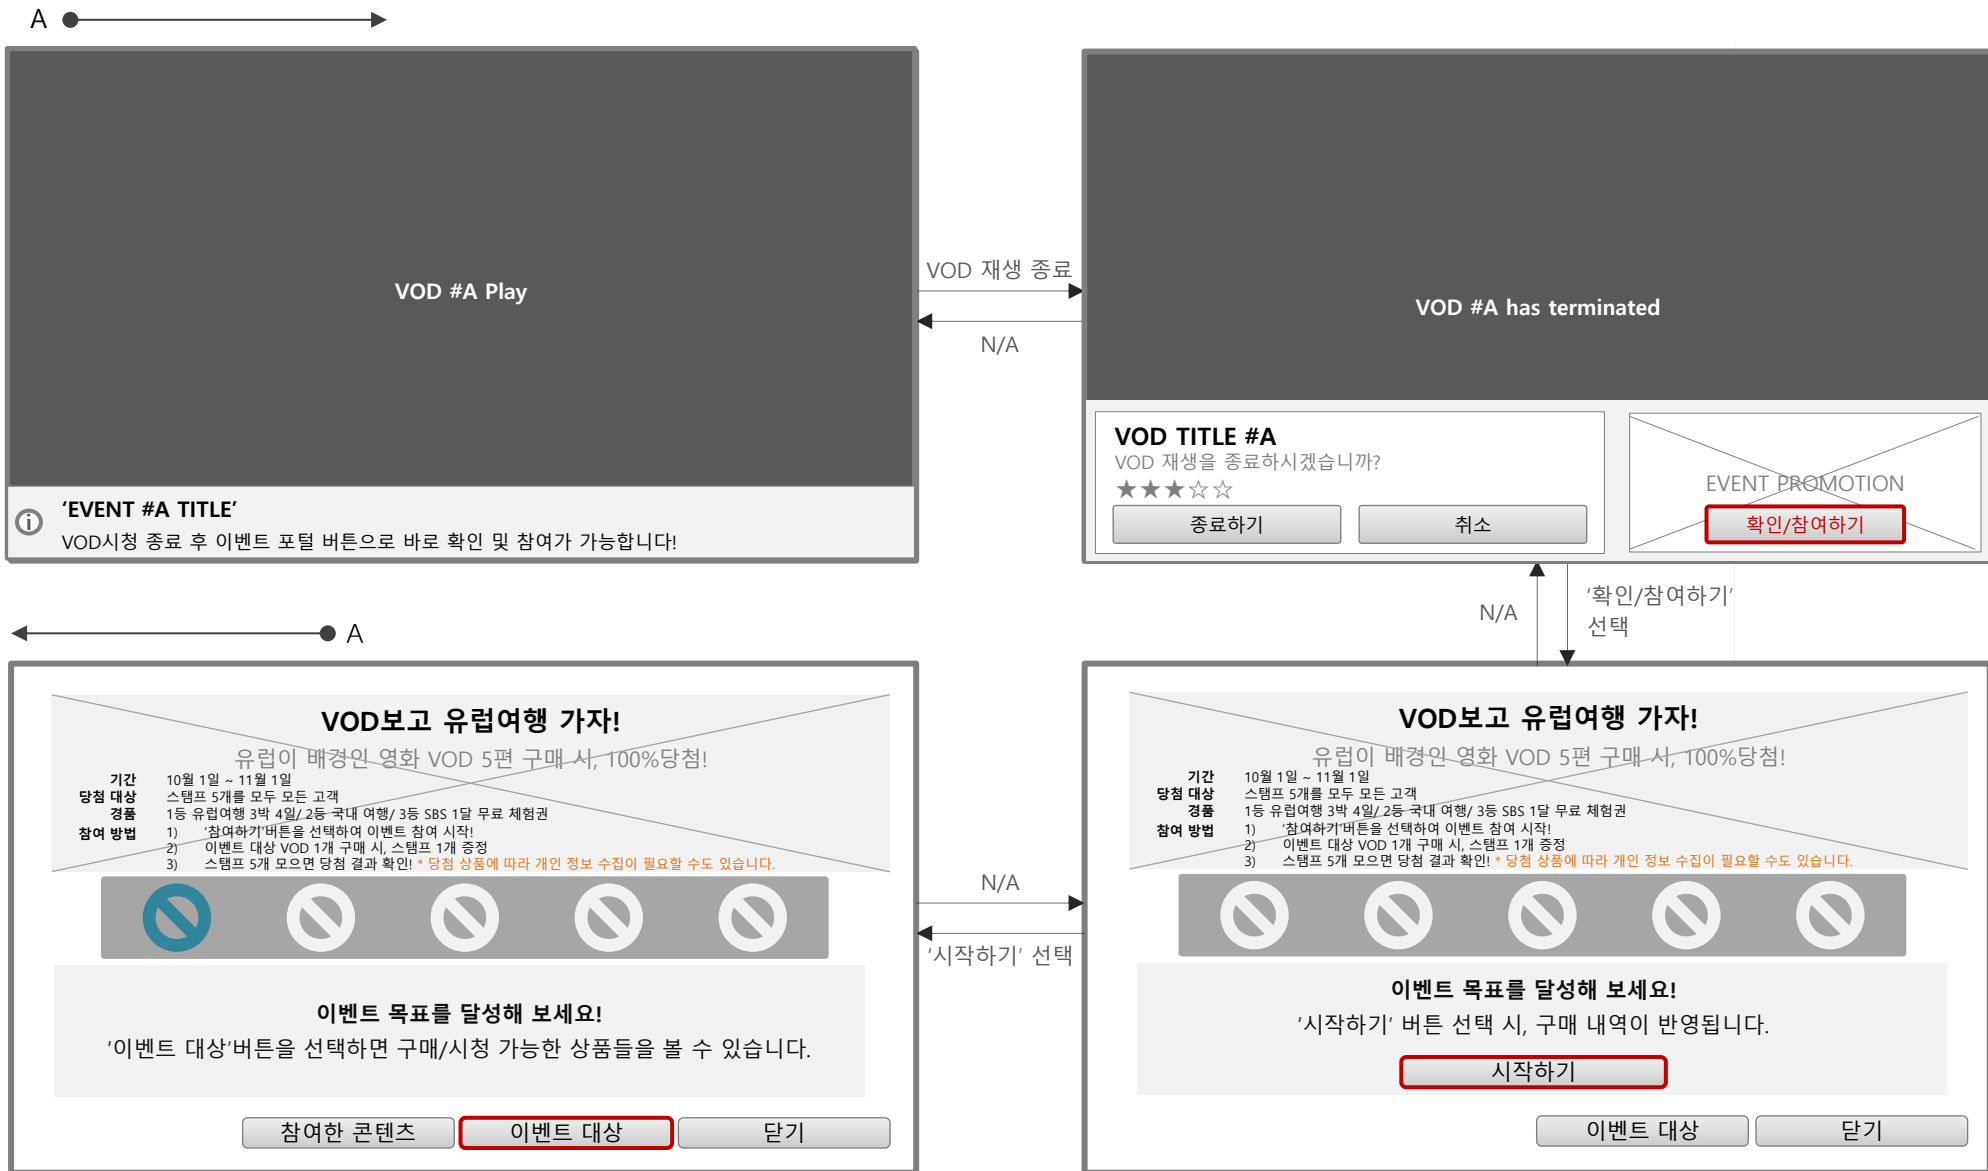 A
VOD #A Play
'EVENT #A TITLE'
VOD시청 종료 후 이벤트 포털 버튼으로 바로 확인 및 참여가 가능합니다!
VOD 재생 종료
N/A
VOD #A has terminated
VOD TITLE #A
VOD 재생을 종료하시겠습니까?
★★★☆☆
종료하기
취소
EVENT PROMOTION
확인/참여하기
N/A
'확인/참여하기'
선택
A
VOD보고 유럽여행 가자!
유럽이 배경인 영화 VOD 5편 구매 시, 100%당첨!
기간 10월 1일 ~ 11월 1일
당첨 대상 스탬프 5개를 모두 모든 고객
경품 1등 유럽여행 3박 4일/ 2등 국내 여행/ 3등 SBS 1달 무료 체험권
참여 방법 1) '참여하기'버튼을 선택하여 이벤트 참여 시작!
2) 이벤트 대상 VOD 1개 구매 시, 스탬프 1개 증정
3) 스탬프 5개 모으면 당첨 결과 확인! * 당첨 상품에 따라 개인 정보 수집이 필요할 수도 있습니다.
이벤트 목표를 달성해 보세요!
'이벤트 대상'버튼을 선택하면 구매/시청 가능한 상품들을 볼 수 있습니다.
참여한 콘텐츠
이벤트 대상
닫기
N/A
'시작하기' 선택
VOD보고 유럽여행 가자!
유럽이 배경인 영화 VOD 5편 구매 시, 100%당첨!
기간 10월 1일 ~ 11월 1일
당첨 대상 스탬프 5개를 모두 모든 고객
경품 1등 유럽여행 3박 4일/ 2등 국내 여행/ 3등 SBS 1달 무료 체험권
참여 방법 1) '참여하기'버튼을 선택하여 이벤트 참여 시작!
2) 이벤트 대상 VOD 1개 구매 시, 스탬프 1개 증정
3) 스탬프 5개 모으면 당첨 결과 확인! * 당첨 상품에 따라 개인 정보 수집이 필요할 수도 있습니다.
이벤트 목표를 달성해 보세요!
'시작하기' 버튼 선택 시, 구매 내역이 반영됩니다.
시작하기
이벤트 대상
닫기